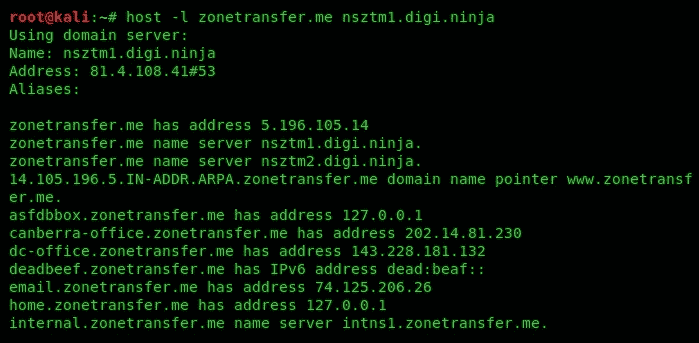 root@kali:~# host -l zonetransfer.me nsztm1.digi.ninja
Using domain server:
Name: nsztm1.digi.ninja
Address: 81.4.108.41#53
Aliases:

zonetransfer.me has address 5.196.105.14
zonetransfer.me name server nsztm1.digi.ninja.
zonetransfer.me name server nsztm2.digi.ninja.
14.105.196.5.IN-ADDR.ARPA.zonetransfer.me domain name pointer www.zonetransf
er.me.
asfdbbox.zonetransfer.me has address 127.0.0.1
canberra-office.zonetransfer.me has address 202.14.81.230
dc-office.zonetransfer.me has address 143.228.181.132
deadbeef.zonetransfer.me has IPv6 address dead:beaf::
email.zonetransfer.me has address 74.125.206.26
home.zonetransfer.me has address 127.0.0.1
internal.zonetransfer.me name server intns1.zonetransfer.me.